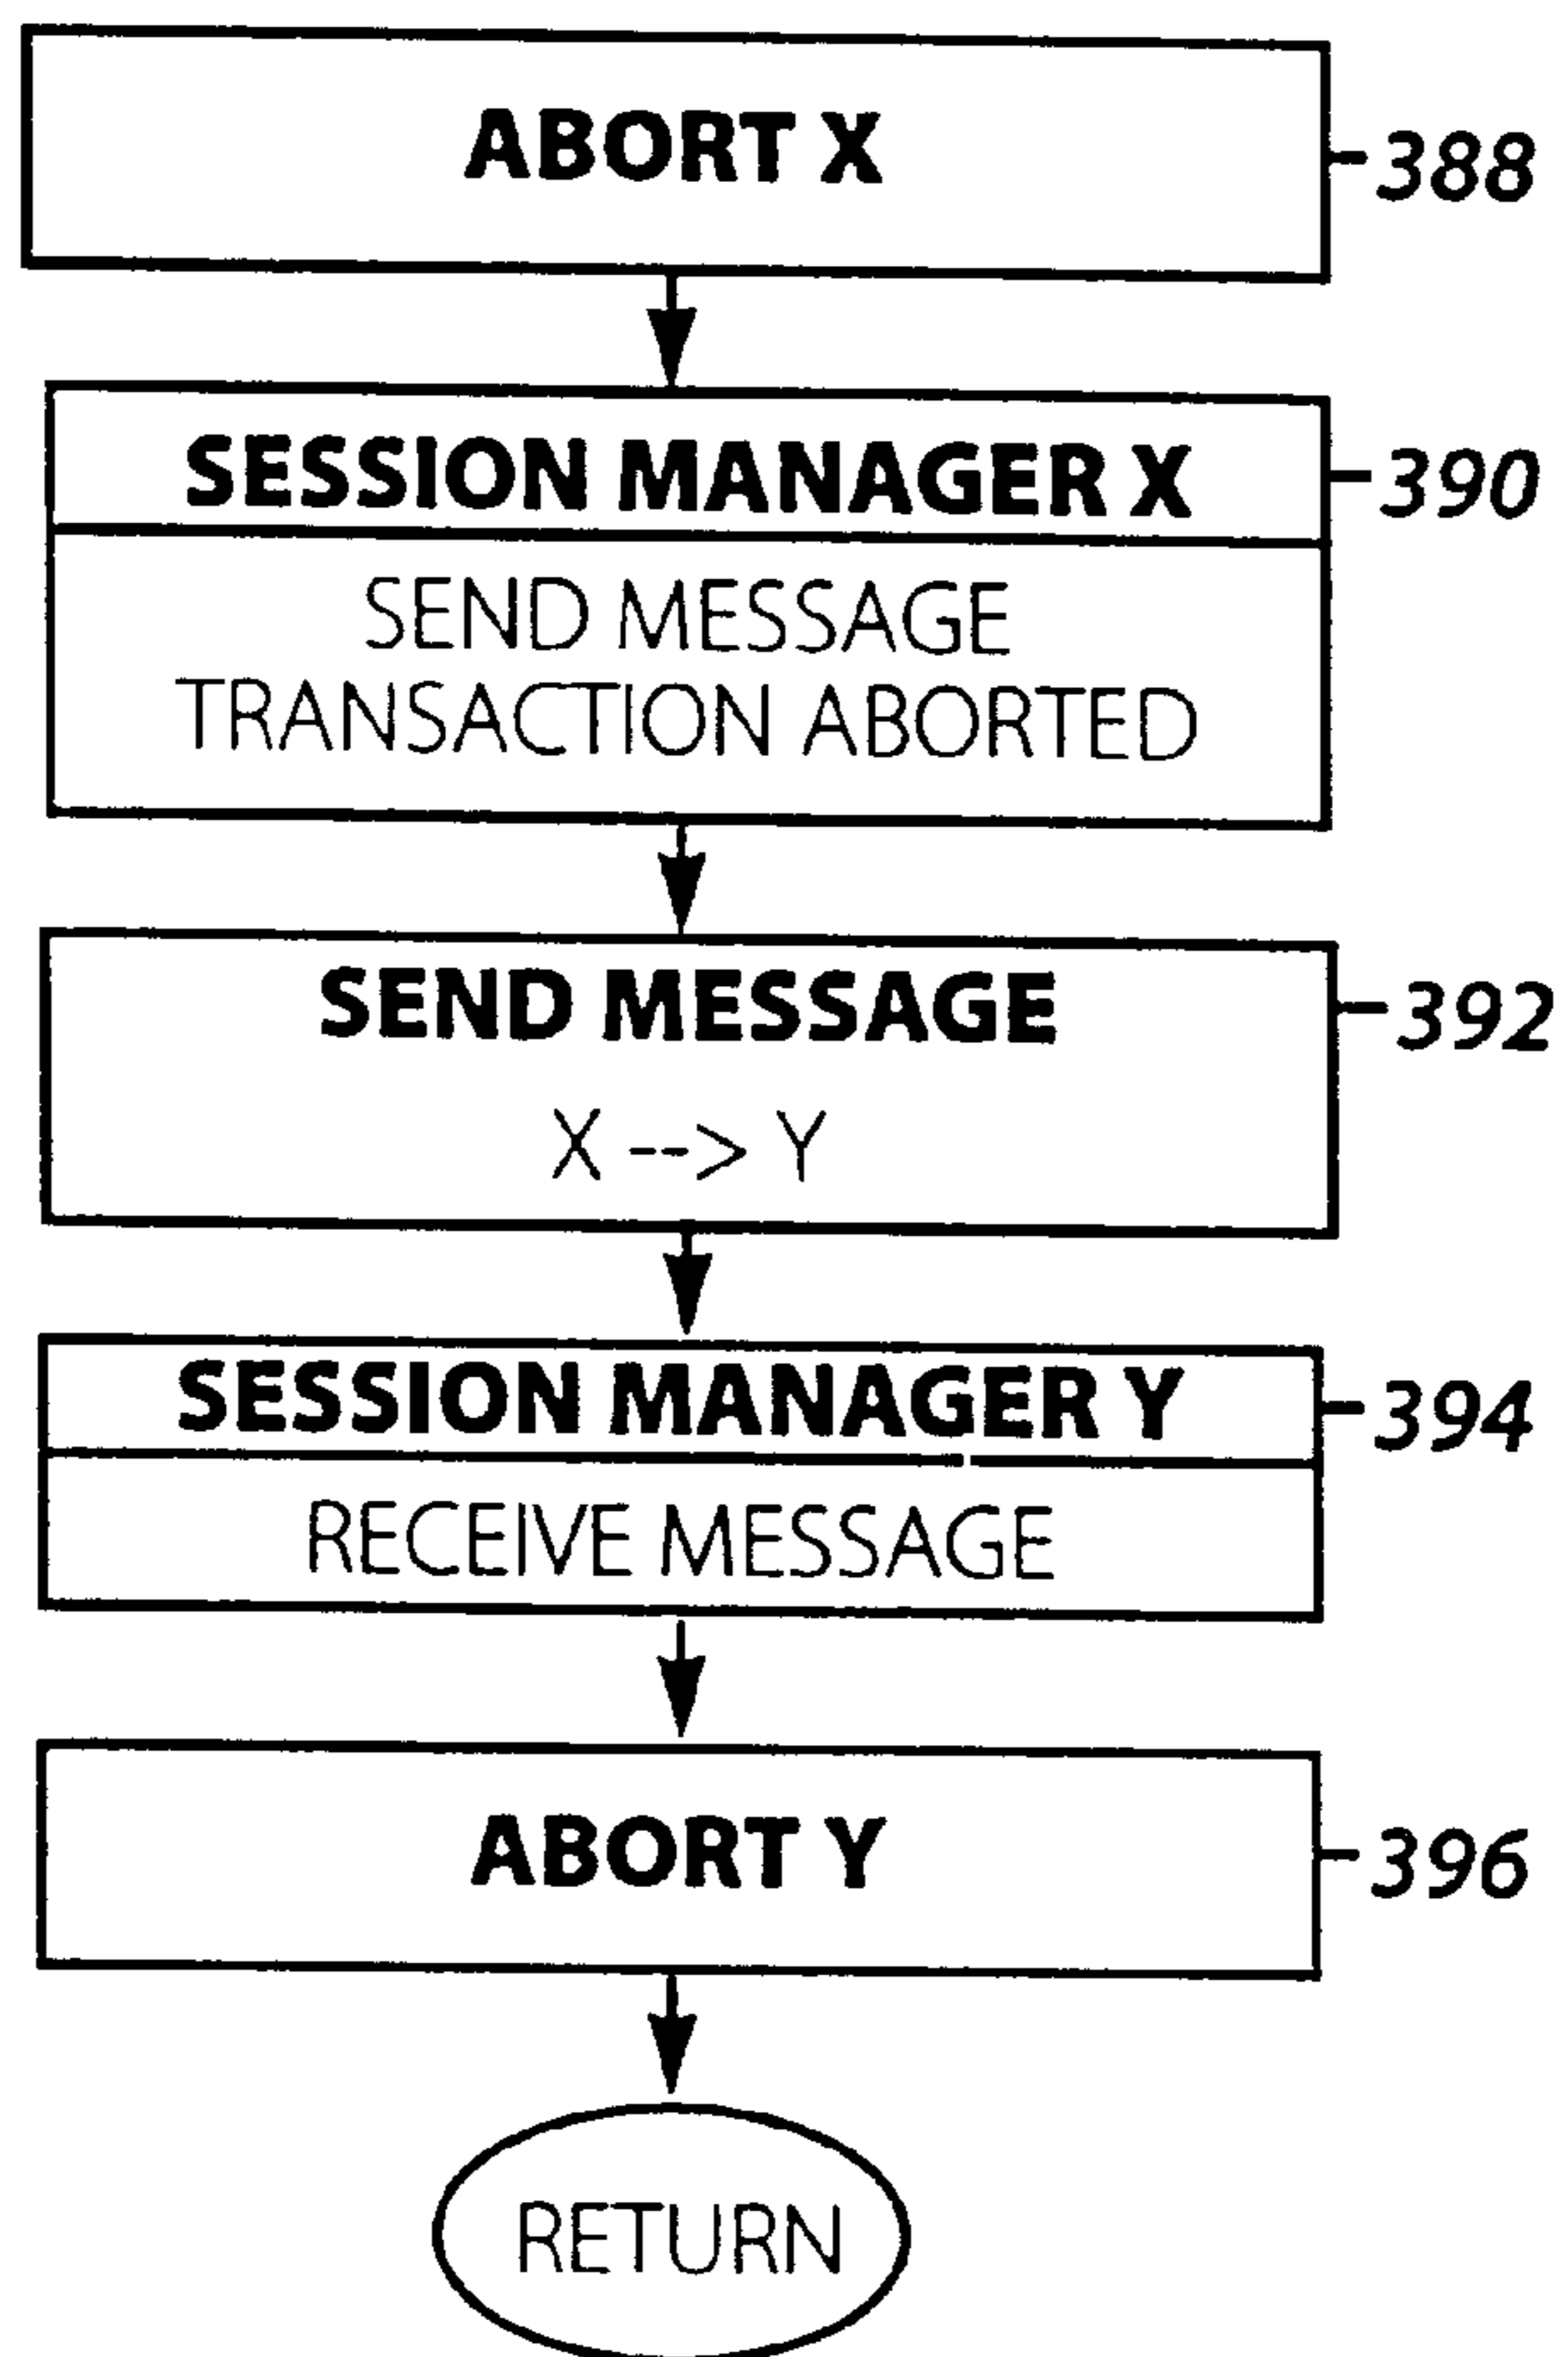 ABORT X
388
SESSION MANAGER X
390
SEND MESSAGE
TRANSACTION ABORTED
SEND MESSAGE
392
X --> Y
SESSION MANAGER Y
394
RECEIVE MESSAGE
ABORT Y
396
RETURN